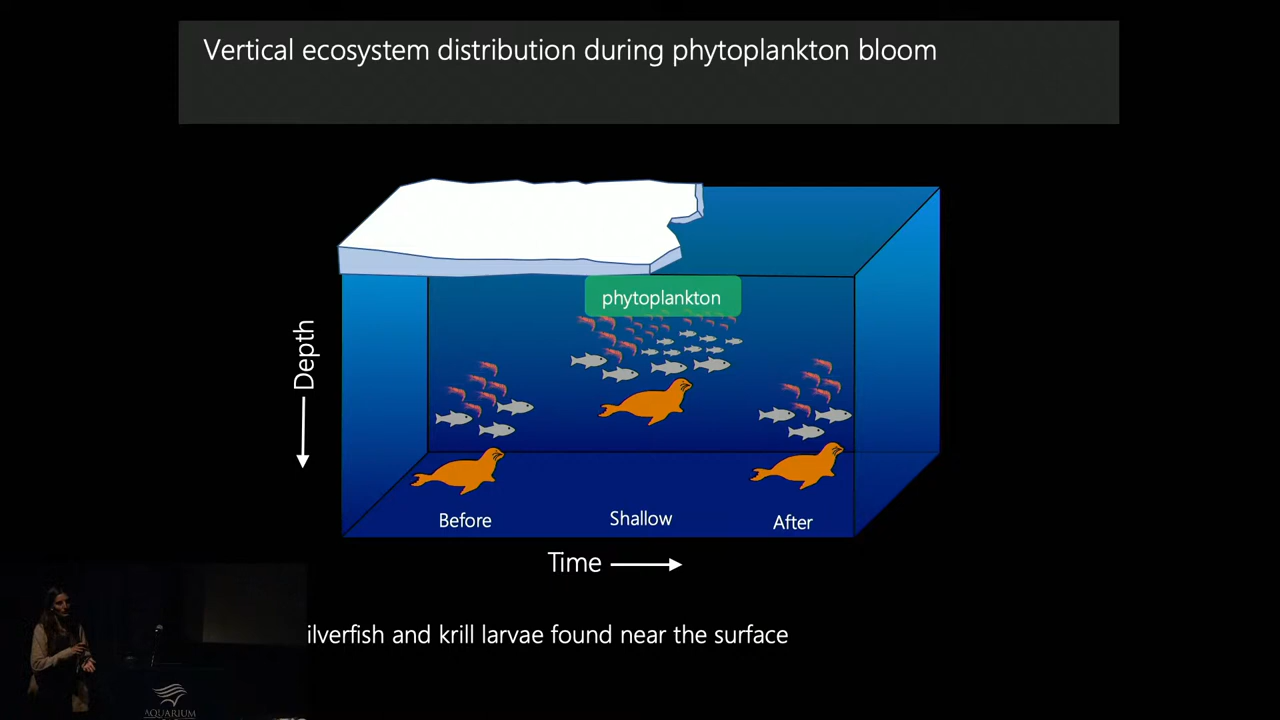 Vertical ecosystem distribution during phytoplankton bloom
phytoplankton
Depth
Before
Shallow
After
Time
ilverfish and krill larvae found near the surface
AQUARIUM